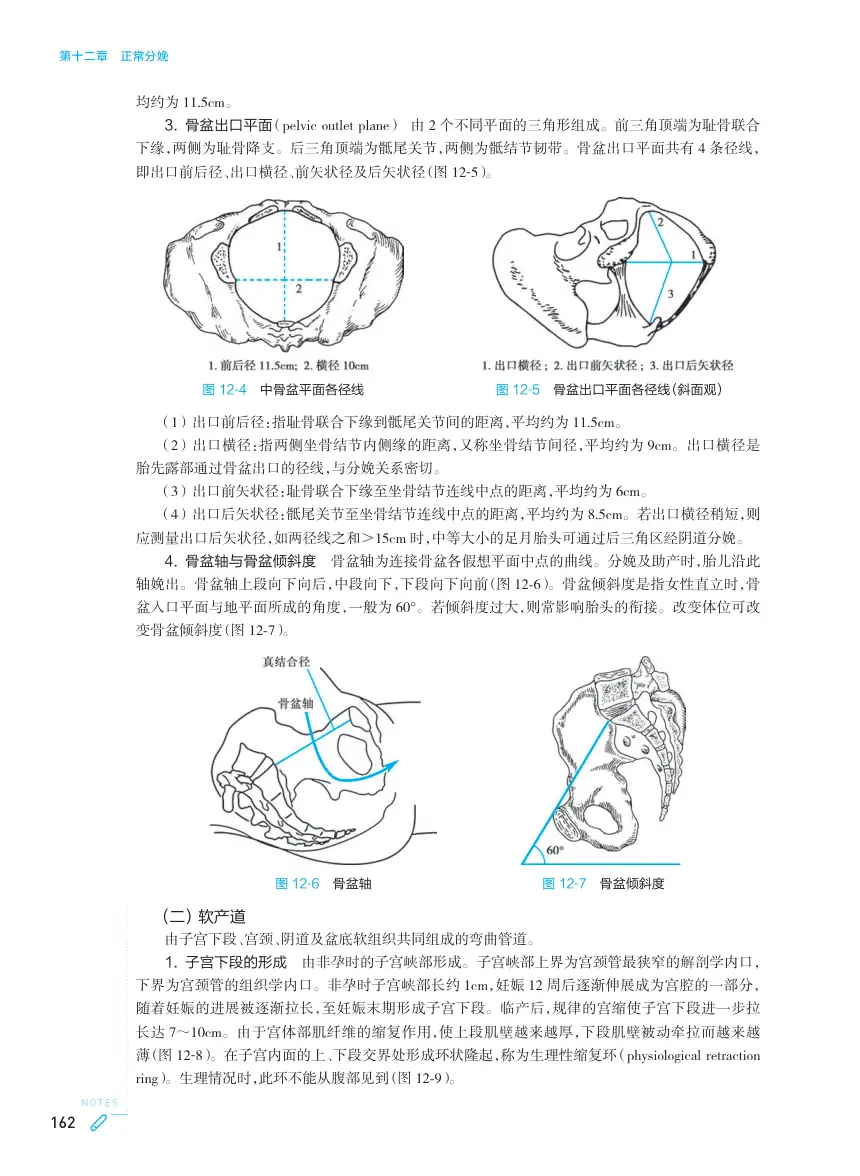 第十二章 正常分娩
均约为 11.5cm。
3. 骨盆出口平面(pelvic outlet plane) 由 2 个不同平面的三角形组成。前三角顶端为耻骨联合
下缘,两侧为耻骨降支。后三角顶端为骶尾关节,两侧为骶结节韧带。骨盆出口平面共有 4 条径线,
即出口前后径、出口横径、前矢状径及后矢状径(图 12-5)。
1
2
1. 前后径 11.5cm; 2. 横径 10cm
图 12-4 中骨盆平面各径线
2
1
3
1. 出口横径; 2. 出口前矢状径; 3. 出口后矢状径
图 12-5 骨盆出口平面各径线(斜面观)
(1)出口前后径:指耻骨联合下缘到骶尾关节间的距离,平均约为 11.5cm。
(2)出口横径:指两侧坐骨结节内侧缘的距离,又称坐骨结节间径,平均约为 9cm。出口横径是
胎先露部通过骨盆出口的径线,与分娩关系密切。
(3)出口前矢状径:耻骨联合下缘至坐骨结节连线中点的距离,平均约为 6cm。
(4)出口后矢状径:骶尾关节至坐骨结节连线中点的距离,平均约为 8.5cm。若出口横径稍短,则
应测量出口后矢状径,如两径线之和>15cm 时,中等大小的足月胎头可通过后三角区经阴道分娩。
4. 骨盆轴与骨盆倾斜度 骨盆轴为连接骨盆各假想平面中点的曲线。分娩及助产时,胎儿沿此
轴娩出。骨盆轴上段向下向后,中段向下,下段向下向前(图 12-6)。骨盆倾斜度是指女性直立时,骨
盆入口平面与地平面所成的角度,一般为 60°。若倾斜度过大,则常影响胎头的衔接。改变体位可改
变骨盆倾斜度(图 12-7)。
真结合径
骨盆轴
图 12-6 骨盆轴
60°
图 12-7 骨盆倾斜度
(二)软产道
由子宫下段、宫颈、阴道及盆底软组织共同组成的弯曲管道。
1. 子宫下段的形成 由非孕时的子宫峡部形成。子宫峡部上界为宫颈管最狭窄的解剖学内口,
下界为宫颈管的组织学内口。非孕时子宫峡部长约 1cm,妊娠 12 周后逐渐伸展成为宫腔的一部分,
随着妊娠的进展被逐渐拉长,至妊娠末期形成子宫下段。临产后,规律的宫缩使子宫下段进一步拉
长达 7～10cm。由于宫体部肌纤维的缩复作用,使上段肌壁越来越厚,下段肌壁被动牵拉而越来越
薄(图 12-8)。在子宫内面的上、下段交界处形成环状隆起,称为生理性缩复环(physiological retraction
ring)。生理情况时,此环不能从腹部见到(图 12-9)。
NOTES
162